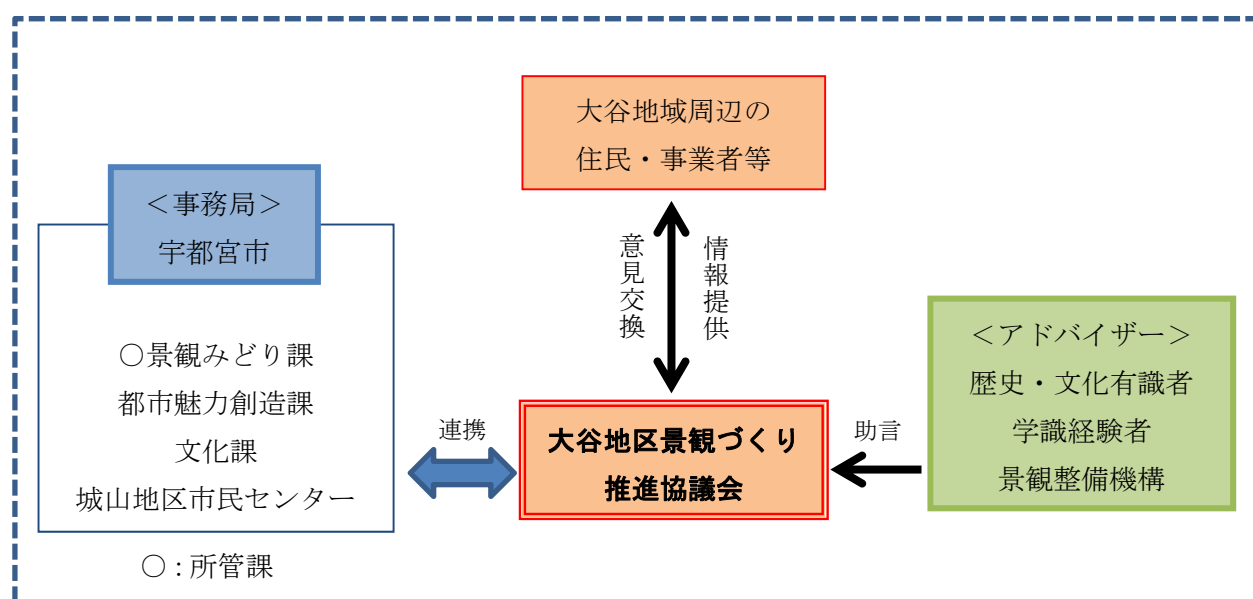 大谷地域周辺の
住民・事業者等
＜事務局＞
宇都宮市
○景観みどり課
都市魅力創造課
文化課
城山地区市民センター
○：所管課
意見交換
情報提供
連携
大谷地区景観づくり
推進協議会
助言
＜アドバイザー＞
歴史・文化有識者
学識経験者
景観整備機構